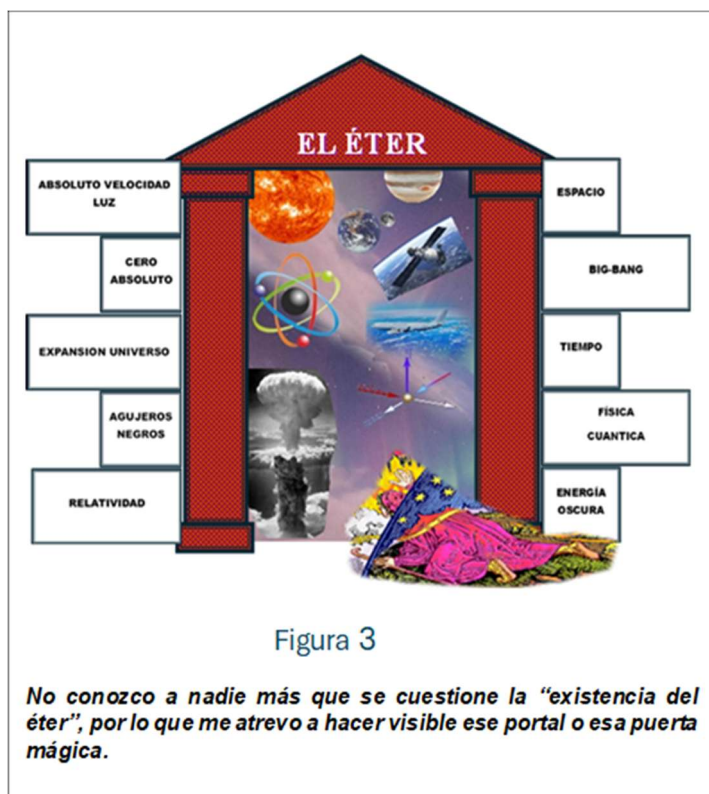 EL ÉTER
ABSOLUTO VELOCIDAD
LUZ
CERO
ABSOLUTO
EXPANSION UNIVERSO
AGUJEROS
NEGROS
RELATIVIDAD
ESPACIO
BIG-BANG
TIEMPO
FÍSICA
CUANTICA
ENERGÍA
OSCURA
Figura 3
No conozco a nadie más que se cuestione la “existencia del
éter”, por lo que me atrevo a hacer visible ese portal o esa puerta
mágica.